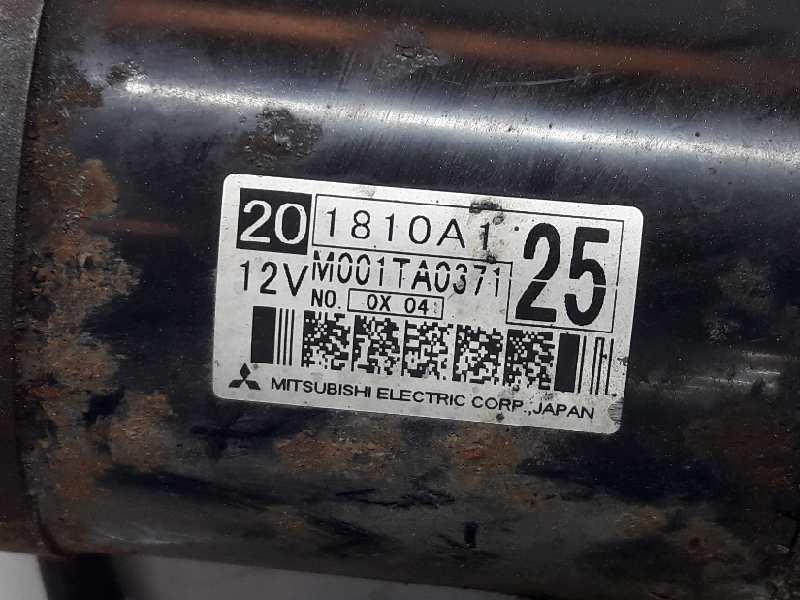 20 1810A1 25
12V M001TA0371
NO. 0X 04
MITSUBISHI ELECTRIC CORP., JAPAN